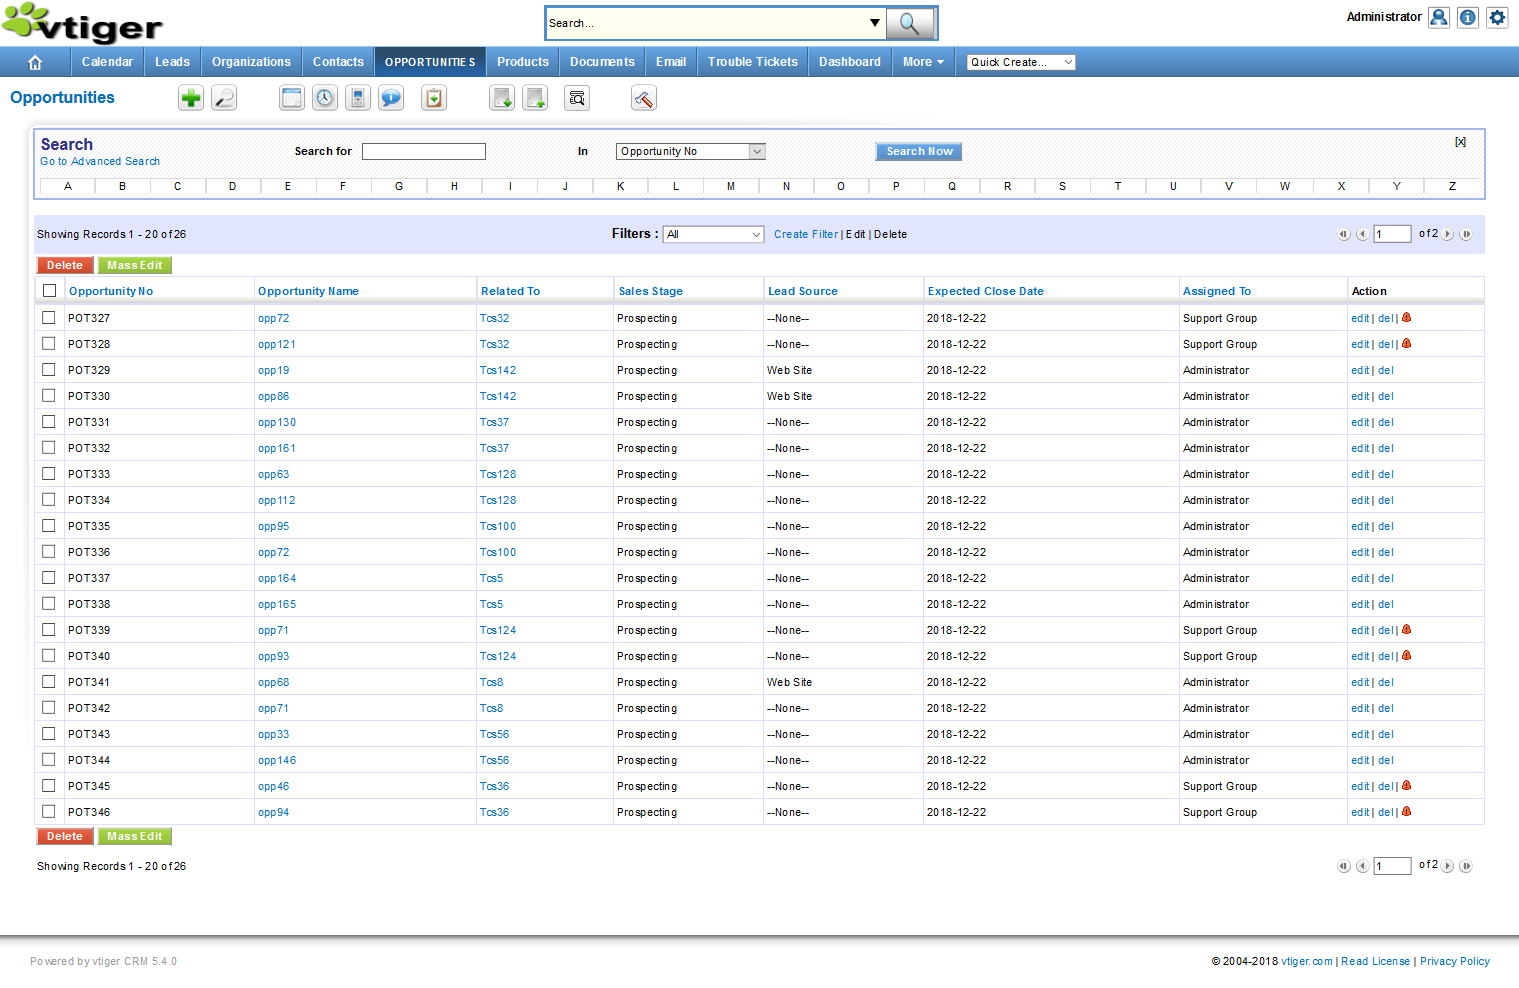 vtiger
Search...
Administrator
Calendar Leads Organizations Contacts OPPORTUNITIES Products Documents Email Trouble Tickets Dashboard More Quick Create...
Opportunities
Search
Go to Advanced Search
Search for In Opportunity No Search Now [x]
A B C D E F G H I J K L M N O P Q R S T U V W X Y Z
Showing Records 1 - 20 of 26 Filters : All Create Filter | Edit | Delete 1 of 2
Delete Mass Edit
Opportunity No Opportunity Name Related To Sales Stage Lead Source Expected Close Date Assigned To Action
POT327 opp72 Tcs32 Prospecting --None-- 2018-12-22 Support Group edit | del |
POT328 opp121 Tcs32 Prospecting --None-- 2018-12-22 Support Group edit | del |
POT329 opp19 Tcs142 Prospecting Web Site 2018-12-22 Administrator edit | del
POT330 opp86 Tcs142 Prospecting Web Site 2018-12-22 Administrator edit | del
POT331 opp130 Tcs37 Prospecting --None-- 2018-12-22 Administrator edit | del
POT332 opp161 Tcs37 Prospecting --None-- 2018-12-22 Administrator edit | del
POT333 opp63 Tcs128 Prospecting --None-- 2018-12-22 Administrator edit | del
POT334 opp112 Tcs128 Prospecting --None-- 2018-12-22 Administrator edit | del
POT335 opp95 Tcs100 Prospecting --None-- 2018-12-22 Administrator edit | del
POT336 opp72 Tcs100 Prospecting --None-- 2018-12-22 Administrator edit | del
POT337 opp164 Tcs5 Prospecting --None-- 2018-12-22 Administrator edit | del
POT338 opp165 Tcs5 Prospecting --None-- 2018-12-22 Administrator edit | del
POT339 opp71 Tcs124 Prospecting --None-- 2018-12-22 Support Group edit | del |
POT340 opp93 Tcs124 Prospecting --None-- 2018-12-22 Support Group edit | del |
POT341 opp68 Tcs8 Prospecting Web Site 2018-12-22 Administrator edit | del
POT342 opp71 Tcs8 Prospecting --None-- 2018-12-22 Administrator edit | del
POT343 opp33 Tcs56 Prospecting --None-- 2018-12-22 Administrator edit | del
POT344 opp146 Tcs56 Prospecting --None-- 2018-12-22 Administrator edit | del
POT345 opp46 Tcs36 Prospecting --None-- 2018-12-22 Support Group edit | del |
POT346 opp94 Tcs36 Prospecting --None-- 2018-12-22 Support Group edit | del |
Delete Mass Edit
Showing Records 1 - 20 of 26 1 of 2
Powered by vtiger CRM 5.4.0 © 2004-2018 vtiger.com | Read License | Privacy Policy